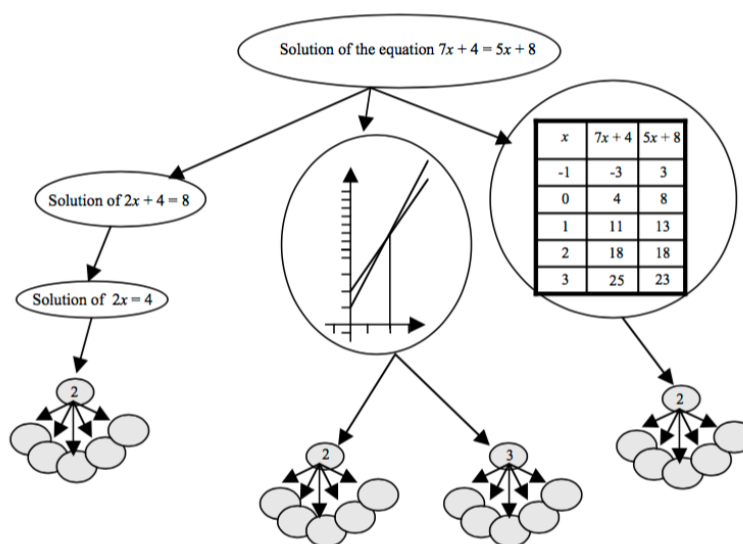 Solution of the equation 7x + 4 = 5x + 8
x 7x + 4 5x + 8
-1 -3 3
0 4 8
1 11 13
2 18 18
3 25 23
Solution of 2x + 4 = 8
Solution of 2x = 4
2
2
3
2